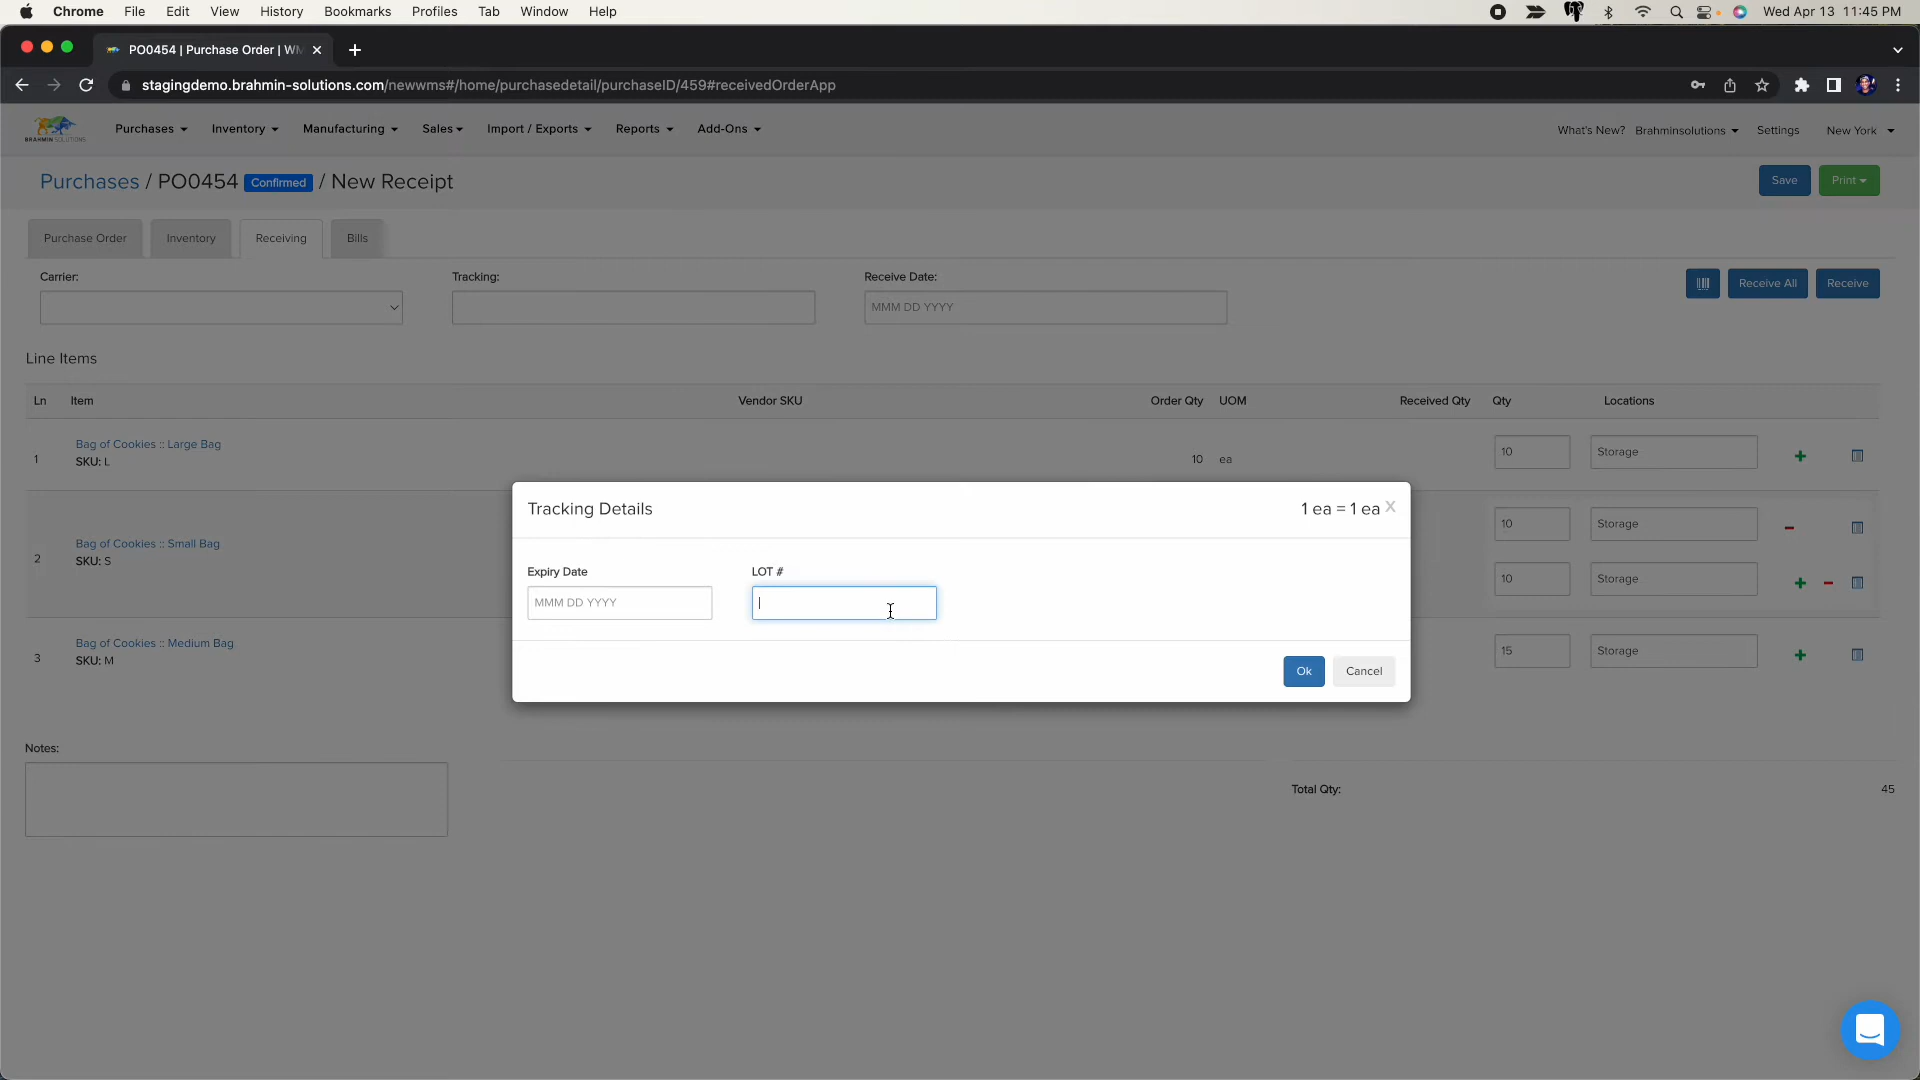 Chrome File Edit View History Bookmarks Profiles Tab Window Help Wed Apr 13 11:45 PM
PO0454 | Purchase Order | WM
stagingdemo.brahmin-solutions.com/newwms#/home/purchasedetail/purchaseID/459#receivedOrderApp
BRAHMIN SOLUTIONS
Purchases Inventory Manufacturing Sales Import / Exports Reports Add-Ons What's New? Brahminsolutions Settings New York
Purchases / PO0454 Confirmed / New Receipt Save Print
Purchase Order Inventory Receiving Bills
Carrier: Tracking: Receive Date:
MMM DD YYYY Receive All Receive
Line Items
Ln Item Vendor SKU Order Qty UOM Received Qty Qty Locations
1 Bag of Cookies :: Large Bag 10 ea 10 Storage
SKU: L
2 Bag of Cookies :: Small Bag 10 Storage
SKU: S 10 Storage
3 Bag of Cookies :: Medium Bag 15 Storage
SKU: M
Tracking Details 1 ea = 1 ea X
Expiry Date LOT #
MMM DD YYYY
Ok Cancel
Notes:
Total Qty: 45